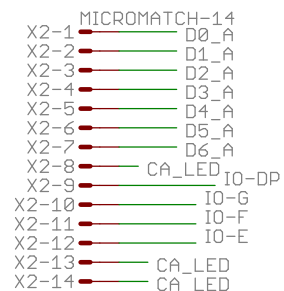 MICROMATCH-14
X2-1 D0_A
X2-2 D1_A
X2-3 D2_A
X2-4 D3_A
X2-5 D4_A
X2-6 D5_A
X2-7 D6_A
X2-8 CA_LED
X2-9 IO-DP
X2-10 IO-G
X2-11 IO-F
X2-12 IO-E
X2-13 CA_LED
X2-14 CA_LED